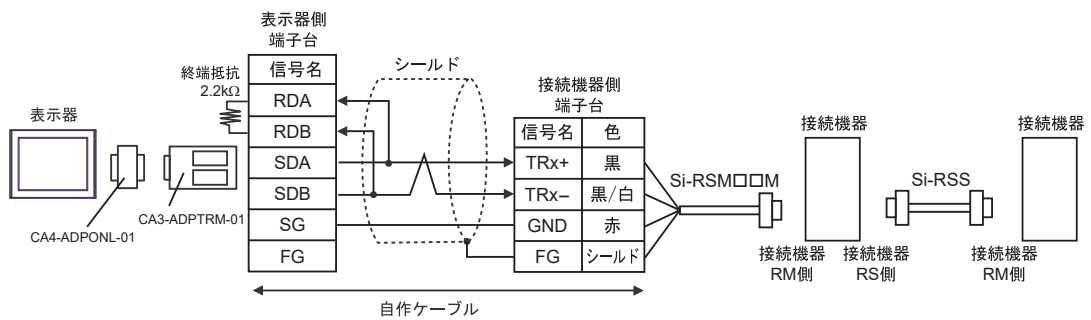 表示器
CA4-ADPONL-01
CA3-ADPTRM-01
終端抵抗
2.2kΩ
表示器側
端子台
信号名
RDA
RDB
SDA
SDB
SG
FG
シールド
自作ケーブル
接続機器側
端子台
信号名 色
TRx+ 黒
TRx− 黒/白
GND 赤
FG シールド
Si-RSM□□M
接続機器
接続機器
RM側
接続機器
RS側
Si-RSS
接続機器
接続機器
RM側